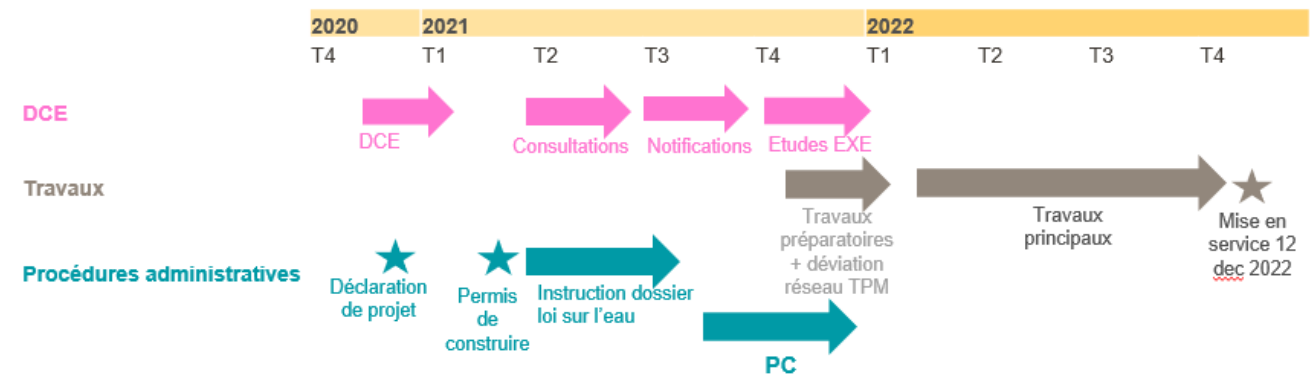 2020 2021 2022
T4 T1 T2 T3 T4 T1 T2 T3 T4
DCE
DCE
Consultations
Notifications
Etudes EXE
Travaux
Travaux
préparatoires
+ déviation
réseau TPM
Travaux
principaux
Mise en
service 12
dec 2022
Procédures administratives
Déclaration
de projet
Permis
de
construire
Instruction dossier
loi sur l'eau
PC